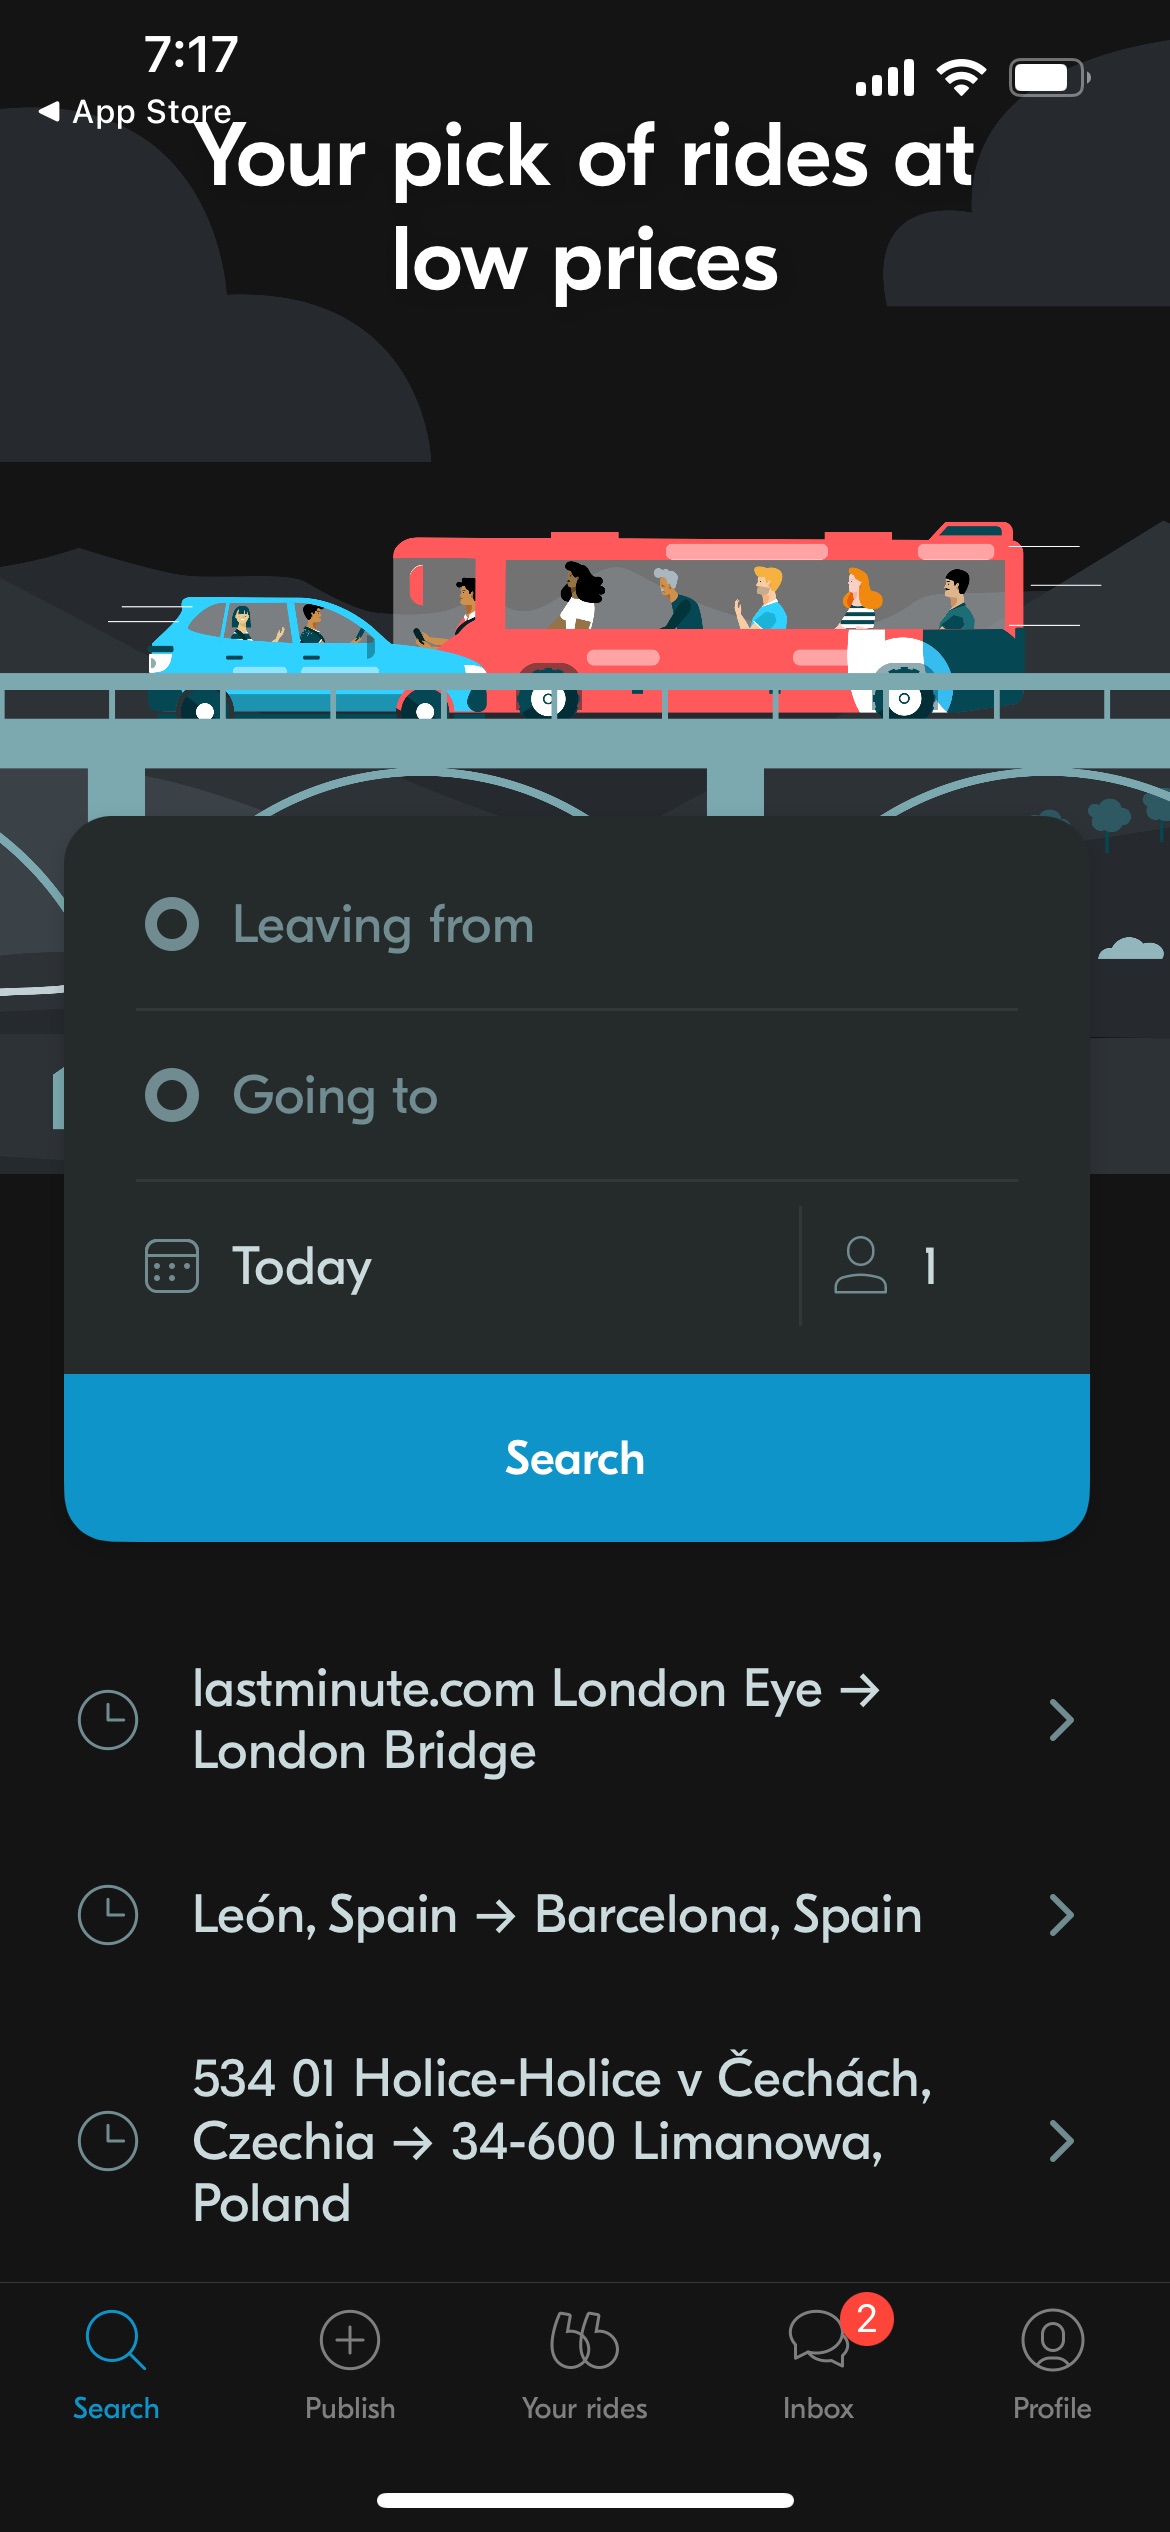 7:17
App Store
Your pick of rides at
low prices
Leaving from
Going to
Today
1
Search
lastminute.com London Eye →
London Bridge
León, Spain → Barcelona, Spain
534 01 Holice-Holice v Čechách,
Czechia → 34-600 Limanowa,
Poland
2
Search
Publish
Your rides
Inbox
Profile